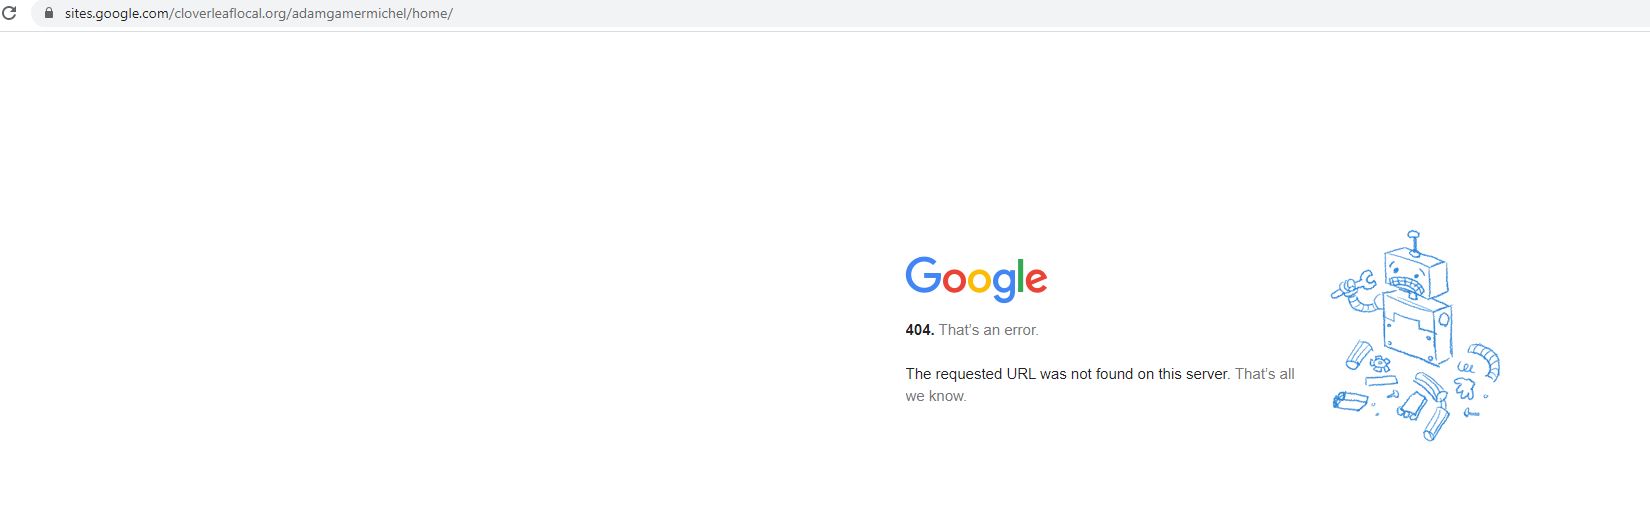 sites.google.com/cloverleaflocal.org/adamgamermichel/home/
Google
404. That's an error.
The requested URL was not found on this server. That's all
we know.